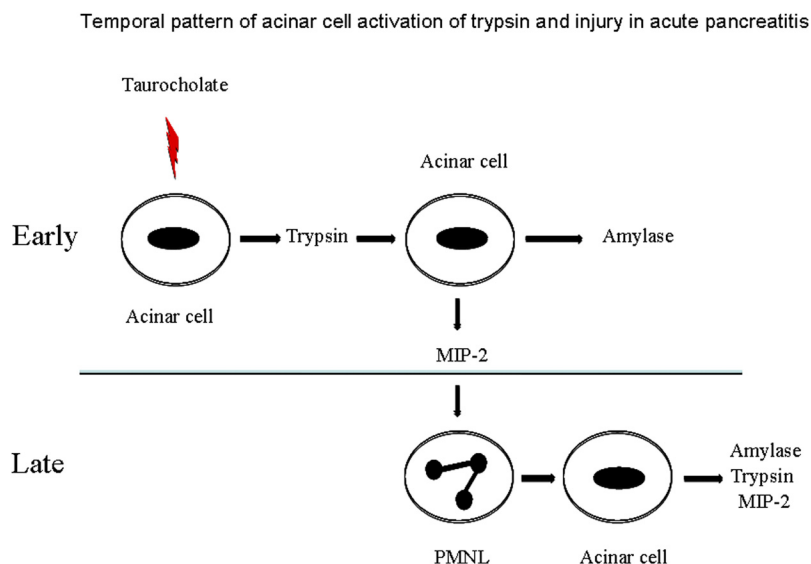 Temporal pattern of acinar cell activation of trypsin and injury in acute pancreatitis
Taurocholate
Acinar cell
Early
Trypsin
Amylase
Acinar cell
MIP-2
Late
Amylase
Trypsin
MIP-2
PMNL
Acinar cell